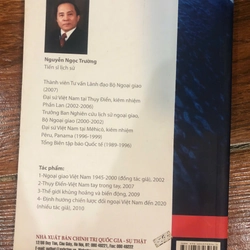 Nguyễn Ngọc Trường
Tiến sĩ lịch sử
Thành viên Tư vấn Lãnh đạo Bộ Ngoại giao
(2007)
Đại sứ Việt Nam tại Thụy Điển, kiêm nhiệm
Phần Lan (2002-2006)
Trưởng Ban Nghiên cứu lịch sử ngoại giao,
Bộ Ngoại giao (2000-2002)
Đại sứ Việt Nam tại Mêhicô, kiêm nhiệm
Pêru, Panama (1996-1999)
Tổng Biên tập báo Quốc tế (1989-1996)
Tác phẩm:
1-Ngoại giao Việt Nam 1945-2000 (đồng tác giả), 2002
2-Thụy Điển-Việt Nam tay trong tay, 2007
3-Thế giới khủng hoảng và biến động, 2009
4-Định hướng chiến lược đối ngoại Việt Nam đến 2020
(nhiều tác giả), 2010
NHÀ XUẤT BẢN CHÍNH TRỊ QUỐC GIA - SỰ THẬT